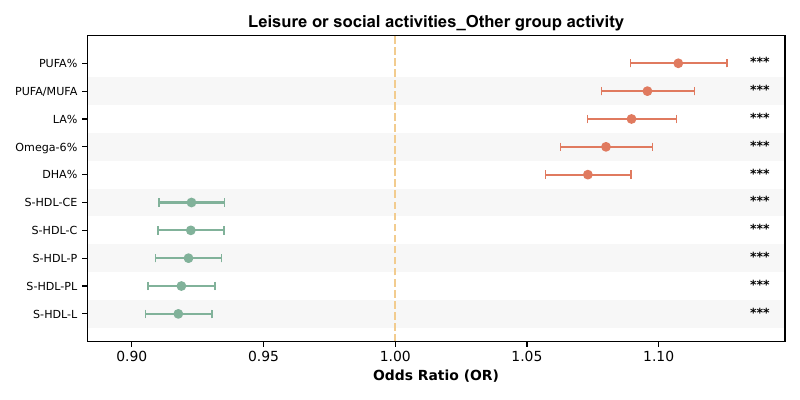 Leisure or social activities_Other group activity
PUFA% ***
PUFA/MUFA ***
LA% ***
Omega-6% ***
DHA% ***
S-HDL-CE ***
S-HDL-C ***
S-HDL-P ***
S-HDL-PL ***
S-HDL-L ***
0.90 0.95 1.00 1.05 1.10
Odds Ratio (OR)